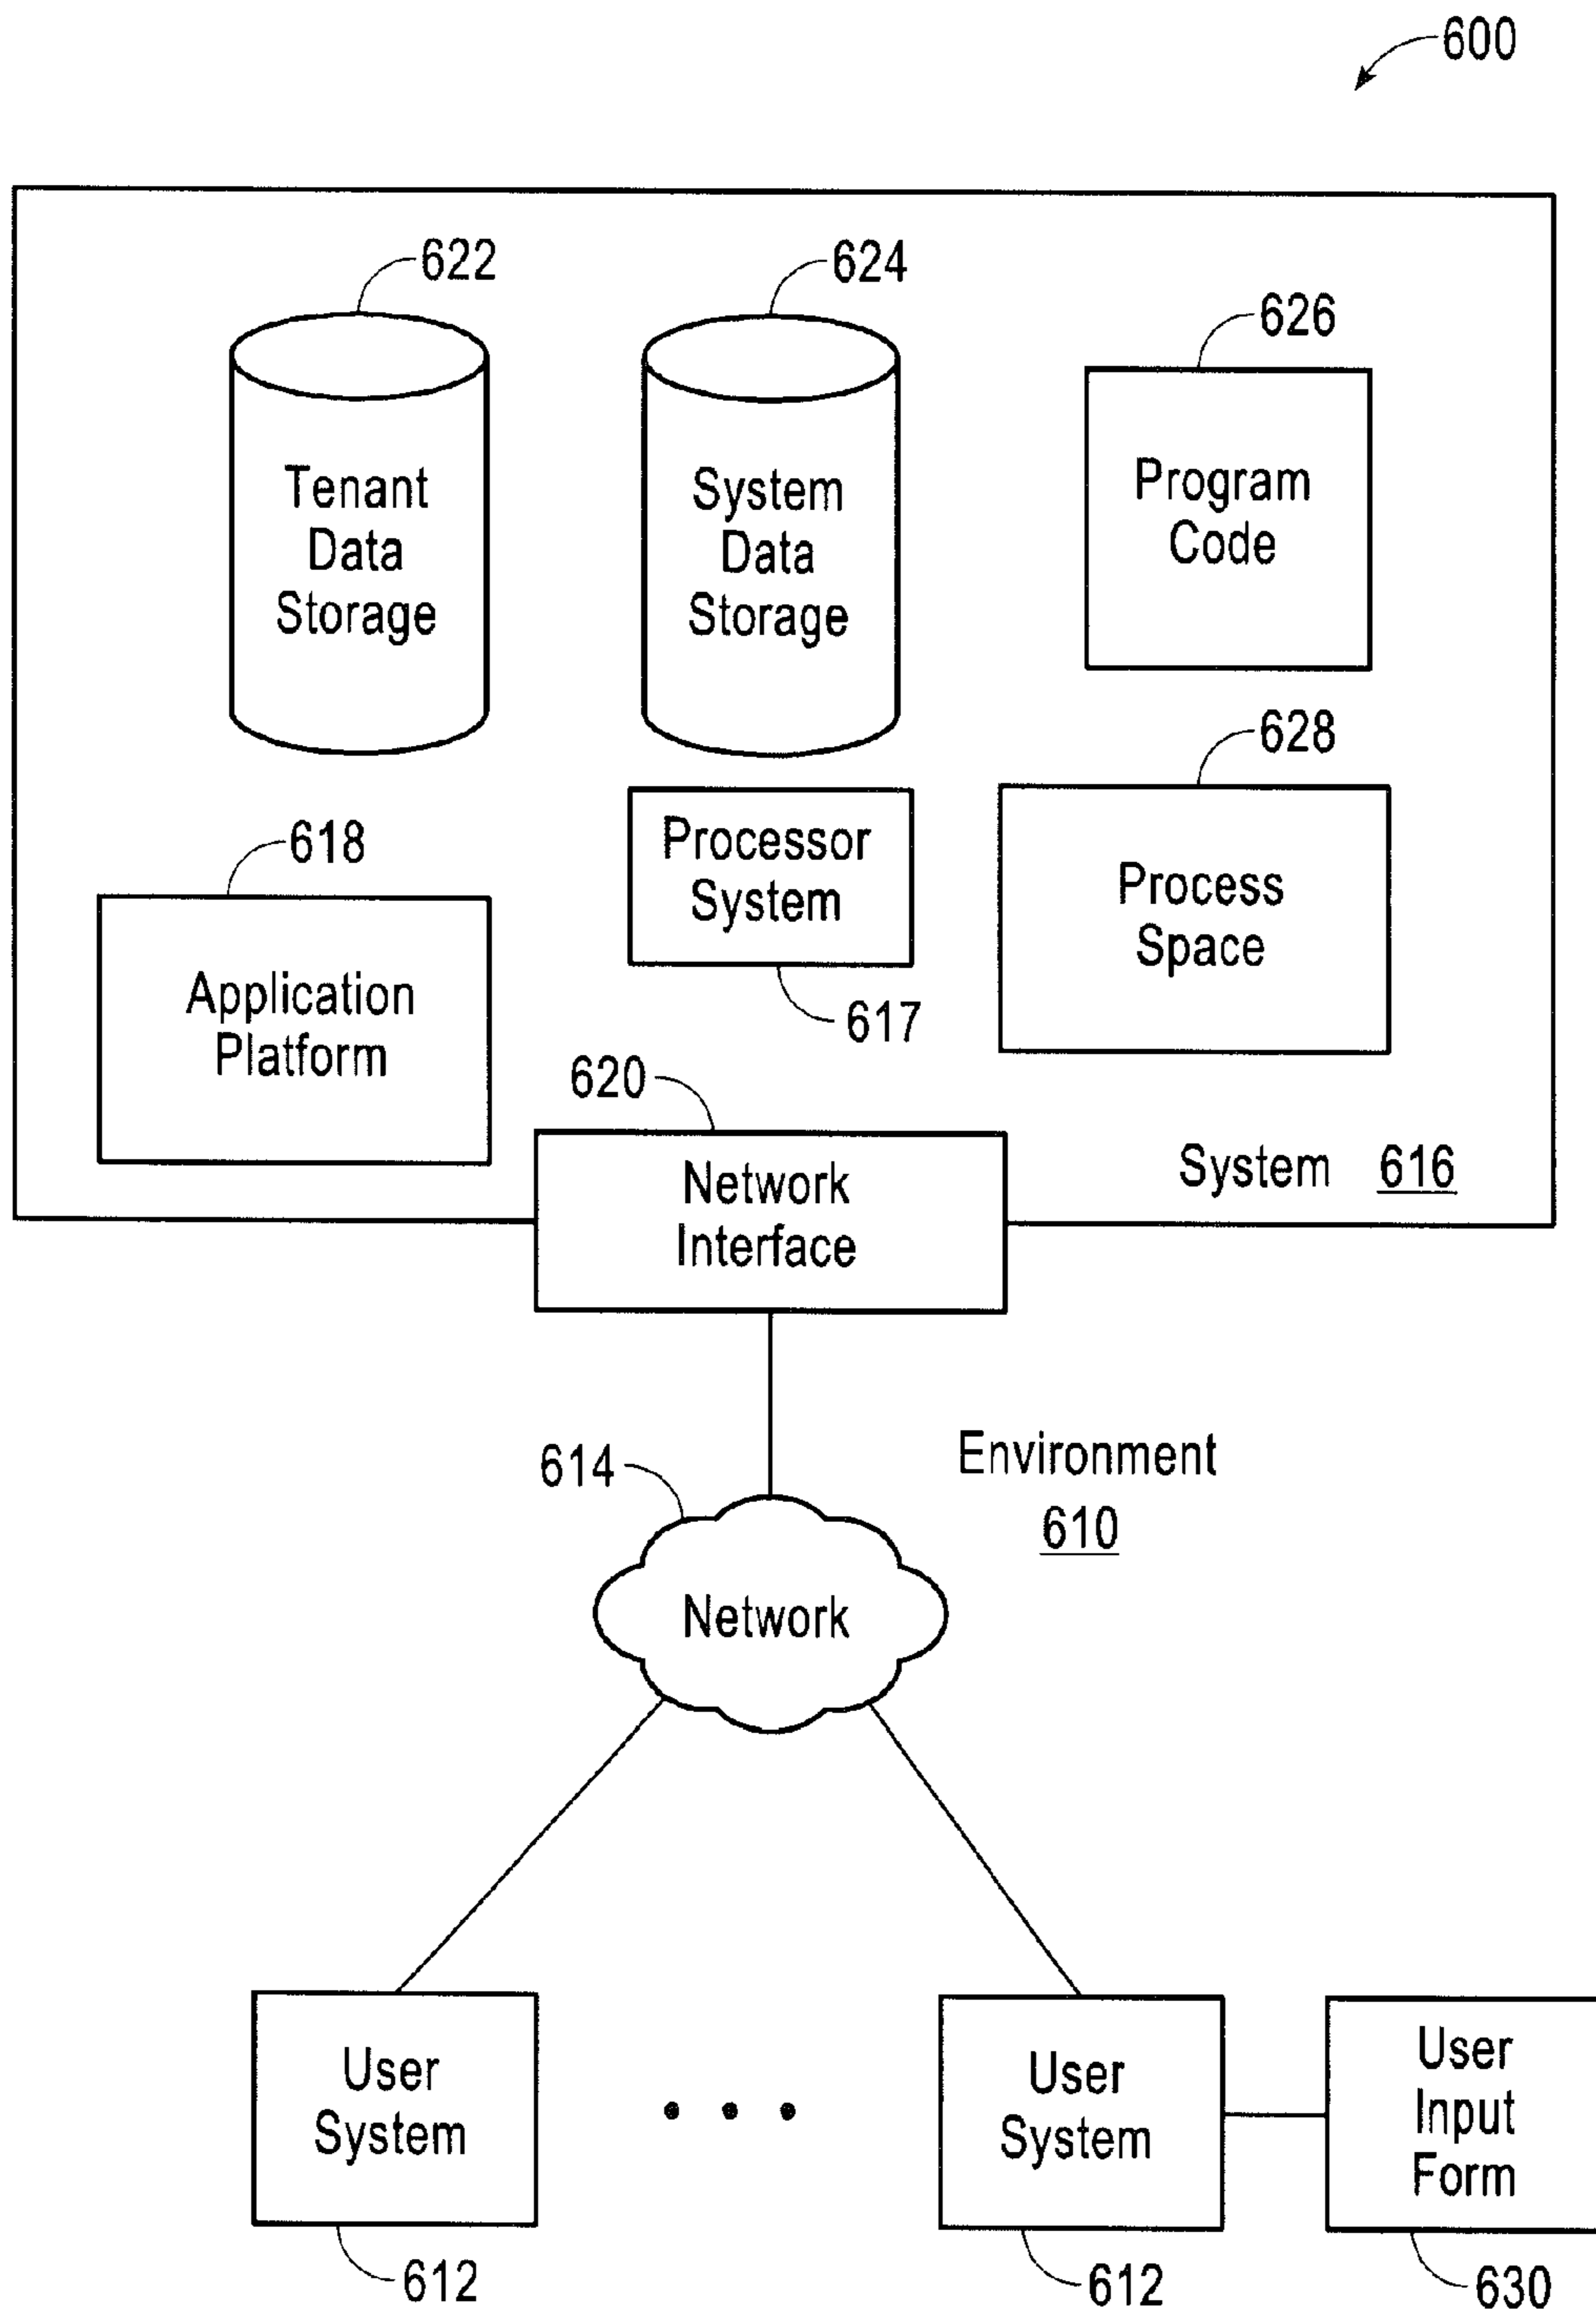 600
622
624
626
Tenant
Data
Storage
System
Data
Storage
Program
Code
628
618
Processor
System
Process
Space
Application
Platform
617
620
Network
Interface
System 616
614
Environment
610
Network
User
System
• • •
User
System
User
Input
Form
612
612
630